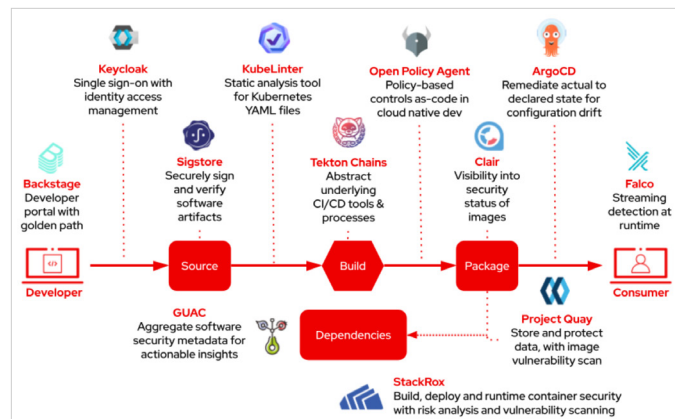 Keycloak
Single sign-on with
identity access
management
KubeLinter
Static analysis tool
for Kubernetes
YAML files
Open Policy Agent
Policy-based
controls as-code in
cloud native dev
ArgoCD
Remediate actual to
declared state for
configuration drift
Backstage
Developer
portal with
golden path
Sigstore
Securely sign
and verify
software
artifacts
Tekton Chains
Abstract
underlying
CI/CD tools &
processes
Clair
Visibility into
security
status of
images
Falco
Streaming
detection at
runtime
</>
Developer
Source
Build
Package
Consumer
GUAC
Aggregate software
security metadata for
actionable insights
Dependencies
Project Quay
Store and protect
data, with image
vulnerability scan
StackRox
Build, deploy and runtime container security
with risk analysis and vulnerability scanning